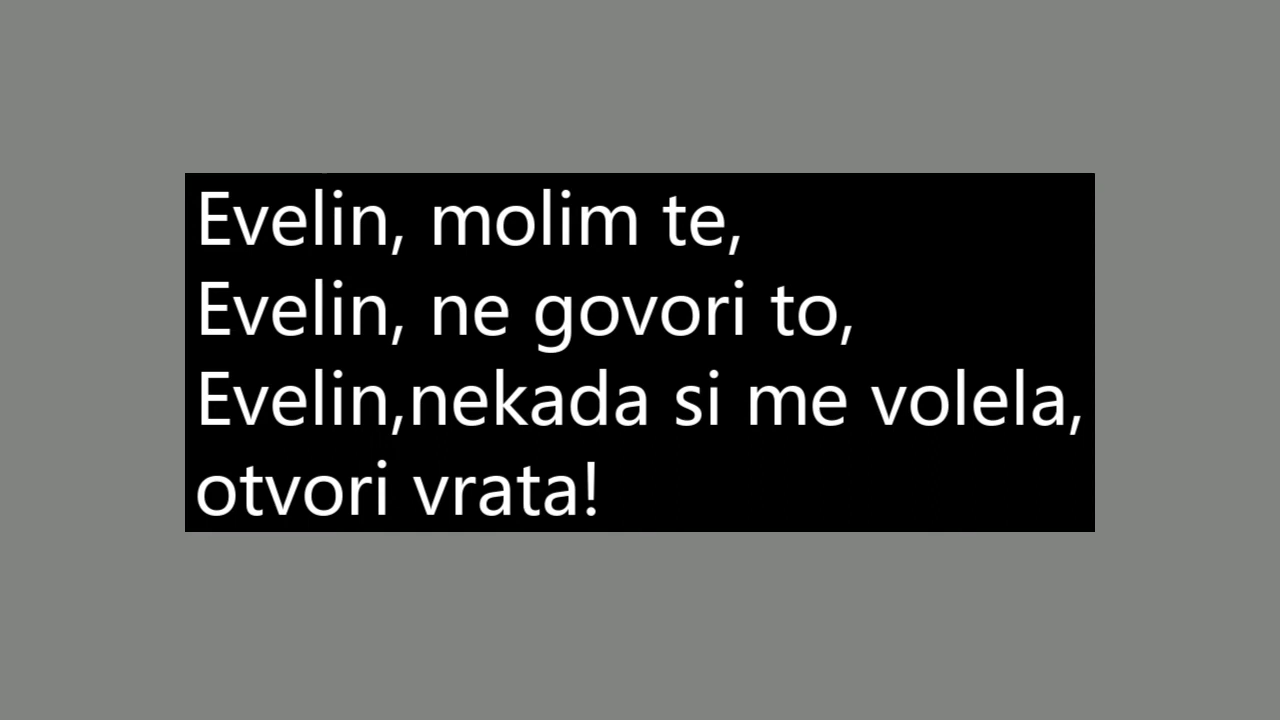 Evelin, molim te,
Evelin, ne govori to,
Evelin,nekada si me volela,
otvori vrata!